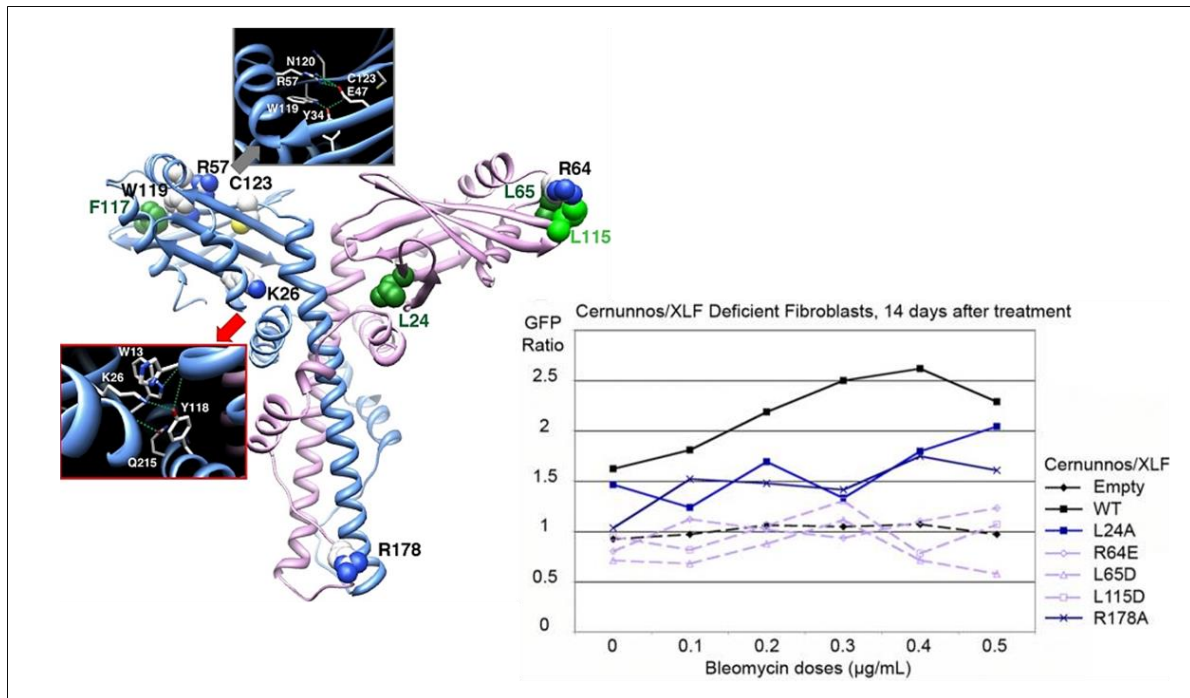 N120
R57
C123
E47
W119
Y34
R57
W119
C123
F117
K26
L65
R64
L115
L24
W13
K26
Y118
Q215
R178
GFP
Ratio
Cernunnos/XLF Deficient Fibroblasts, 14 days after treatment
2.5
2
1.5
1
0.5
0
0 0.1 0.2 0.3 0.4 0.5
Bleomycin doses (µg/mL)
Cernunnos/XLF
Empty
WT
L24A
R64E
L65D
L115D
R178A